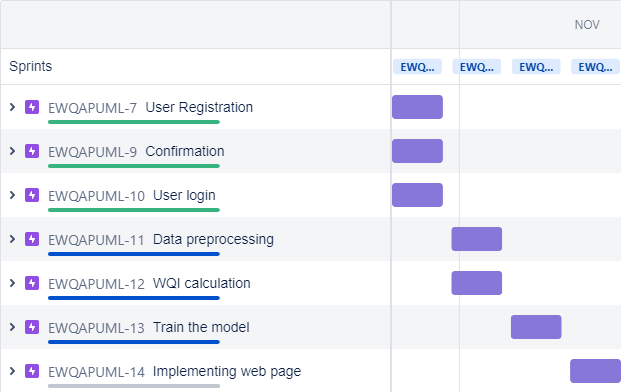 NOV
Sprints EWQ... EWQ... EWQ... EWQ...
EWQAPUML-7 User Registration
EWQAPUML-9 Confirmation
EWQAPUML-10 User login
EWQAPUML-11 Data preprocessing
EWQAPUML-12 WQI calculation
EWQAPUML-13 Train the model
EWQAPUML-14 Implementing web page